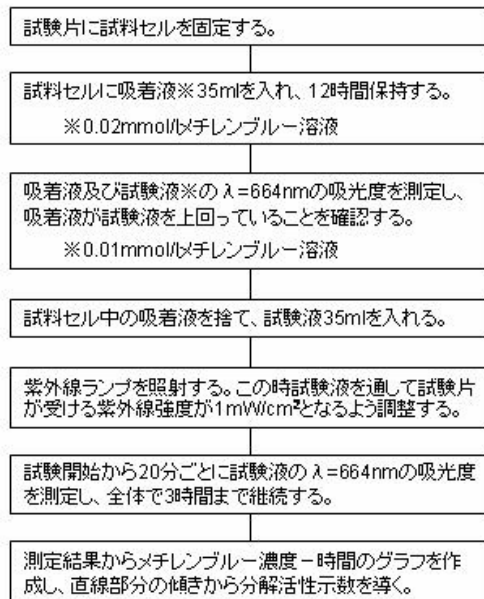 試験片に試料セルを固定する。
試料セルに吸着液※35mlを入れ、12時間保持する。
※0.02mmol/lメチレンブルー溶液
吸着液及び試験液※のλ=664nmの吸光度を測定し、
吸着液が試験液を上回っていることを確認する。
※0.01mmol/lメチレンブルー溶液
試料セル中の吸着液を捨て、試験液35mlを入れる。
紫外線ランプを照射する。この時試験液を通して試験片
が受ける紫外線強度が1mW/cm²となるよう調整する。
試験開始から20分ごとに試験液のλ=664nmの吸光度
を測定し、全体で3時間まで継続する。
測定結果からメチレンブルー濃度－時間のグラフを作
成し、直線部分の傾きから分解活性示数を導く。